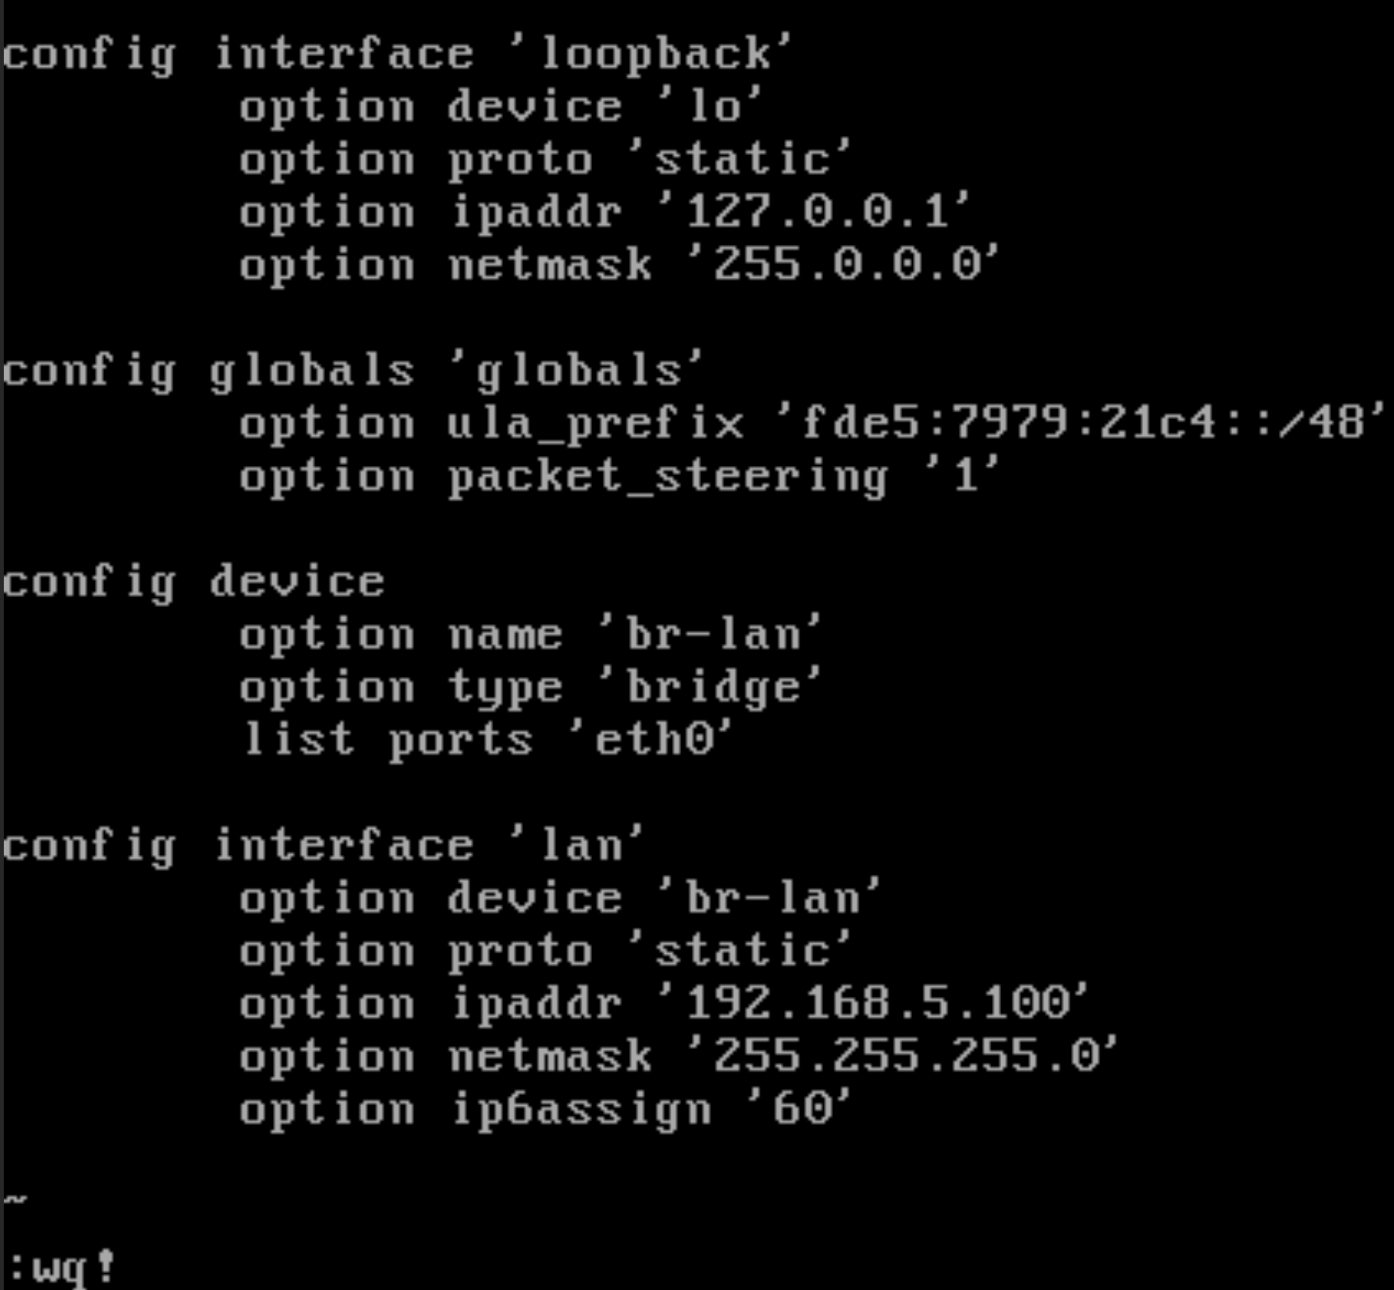 config interface 'loopback'
option device 'lo'
option proto 'static'
option ipaddr '127.0.0.1'
option netmask '255.0.0.0'
config globals 'globals'
option ula_prefix 'fde5:7979:21c4::/48'
option packet_steering '1'
config device
option name 'br-lan'
option type 'bridge'
list ports 'eth0'
config interface 'lan'
option device 'br-lan'
option proto 'static'
option ipaddr '192.168.5.100'
option netmask '255.255.255.0'
option ip6assign '60'
~
:wq!